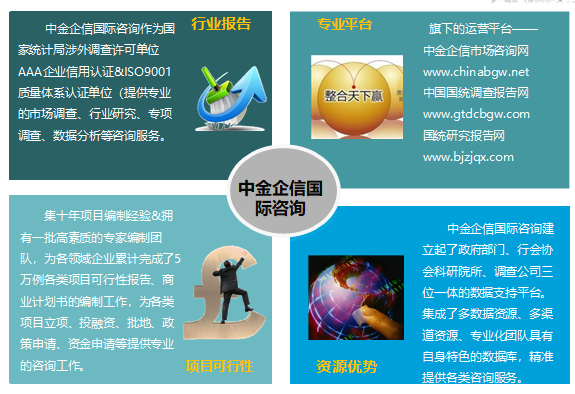 行业报告
中金企信国际咨询作为国
家统计局涉外调查许可单位
AAA企业信用认证&ISO9001
质量体系认证单位（提供专业
的市场调查、行业研究、专项
调查、数据分析等咨询服务。
专业平台
整合天下赢
旗下的运营平台——
中金企信市场咨询网
www.chinabgw.net
中国国统调查报告网
www.gtdcbgw.com
国统研究报告网
www.bjzjqx.com
中金企信国
际咨询
集十年项目编制经验&拥
有一批高素质的专家编制团
队，为各领域企业累计完成了5
万例各类项目可行性报告、商
业计划书的编制工作，为各类
项目立项、投融资、批地、政
策申请、资金申请等提供专业
的咨询工作。
项目可行性
资源优势
中金企信国际咨询建
立起了政府部门、行会协
会科研院所、调查公司三
位一体的数据支持平台。
集成了多数据资源、多渠
道资源、专业化团队具有
自身特色的数据库，精准
提供各类咨询服务。